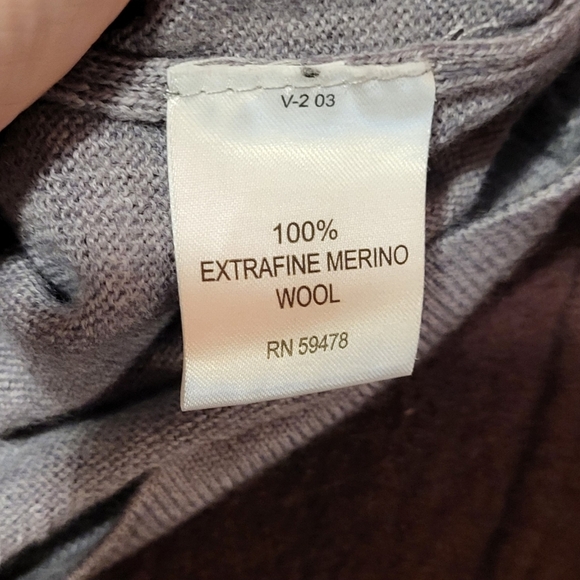 V-2 03
100%
EXTRAFINE MERINO
WOOL
RN 59478